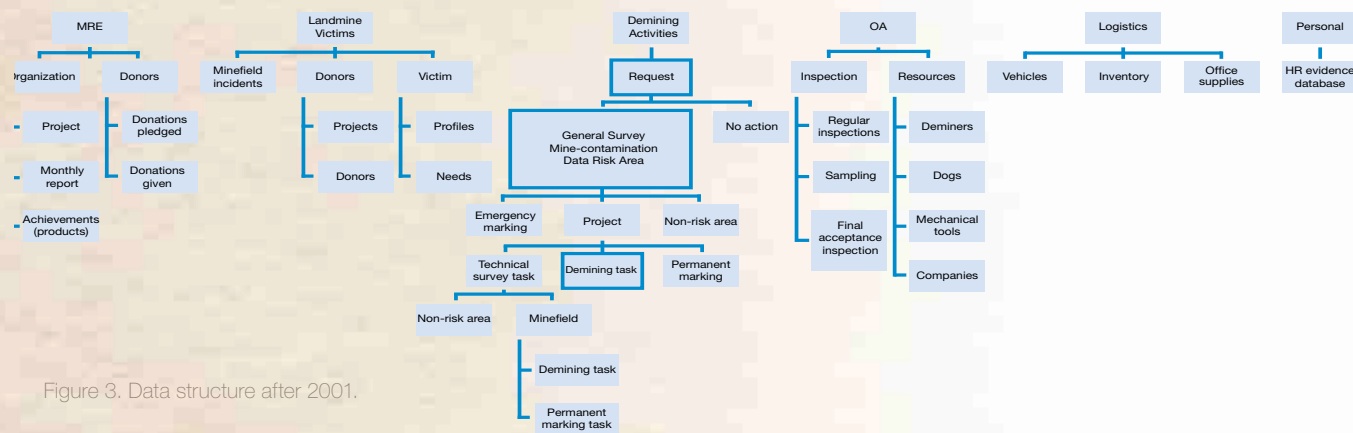 MRE
Landmine
Victims
Demining
Activities
OA
Logistics
Personal
rganization
Donors
Minefield
incidents
Donors
Victim
Request
Inspection
Resources
Vehicles
Inventory
Office
supplies
HR evidence
database
Project
Donations
pledged
Projects
Profiles
General Survey
Mine-contamination
Data Risk Area
No action
Regular
inspections
Deminers
Monthly
report
Donations
given
Donors
Needs
Sampling
Dogs
Achievements
(products)
Emergency
marking
Project
Non-risk area
Final
acceptance
inspection
Mechanical
tools
Technical
survey task
Demining task
Permanent
marking
Companies
Non-risk area
Minefield
Demining task
Permanent
marking task
Figure 3. Data structure after 2001.